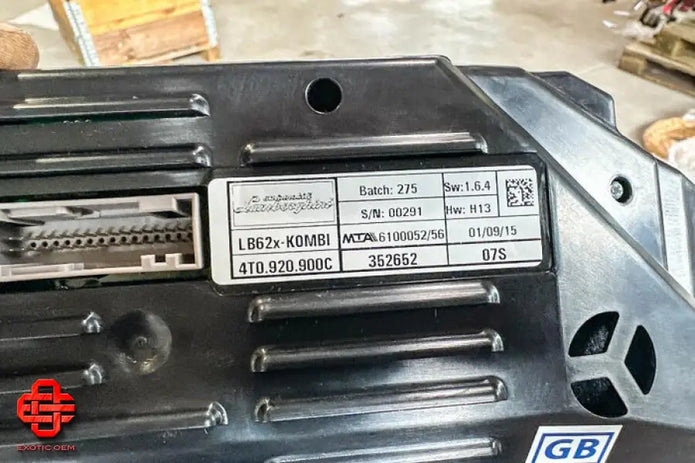 Automobili
Lamborghini
Batch: 275
Sw:1.6.4
S/N: 00291
Hw: H13
LB62x-KOMBI
MTA 6100052/56
01/09/15
4T0.920.900C
352652
07S
GB
EXOTIC OEM